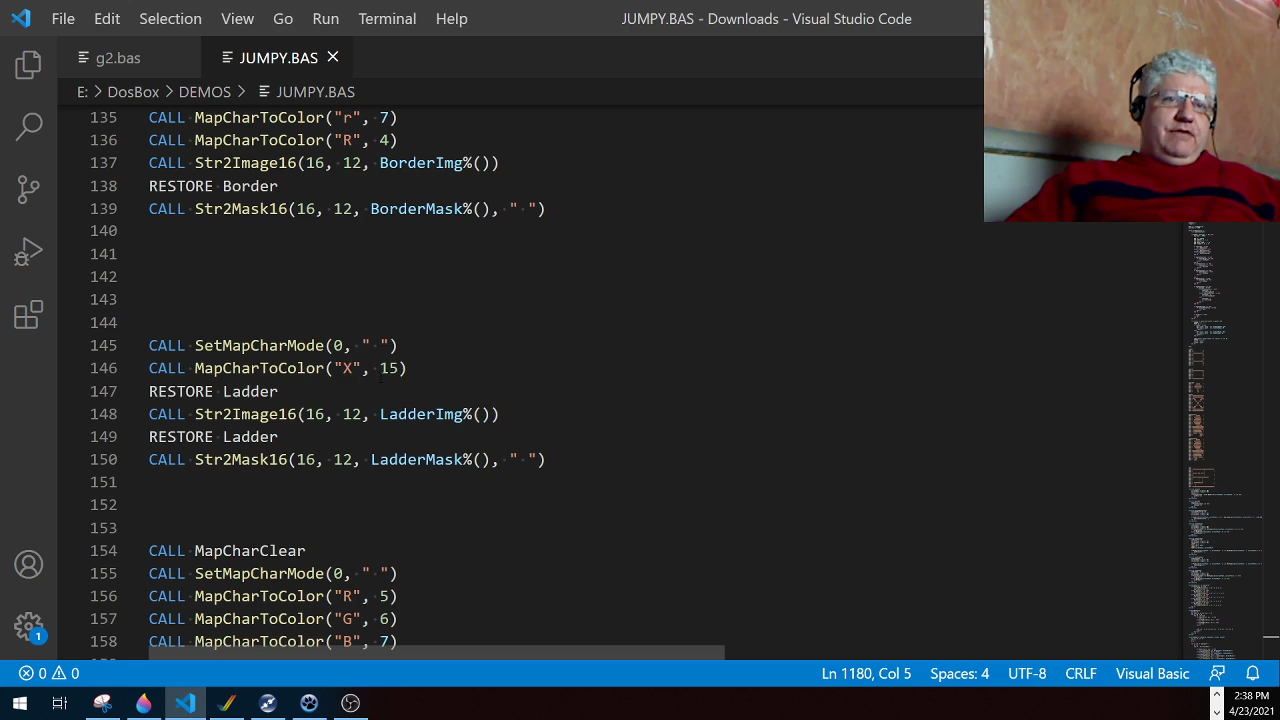 File Edit Selection View Go Run Terminal Help JUMPY.BAS - Downloads - Visual Studio Code
g2.bas JUMPY.BAS
E: > DosBox > DEMOS > JUMPY.BAS
135 CALL MapCharToColor("r", 7)
136 CALL MapCharToColor("R", 4)
137 CALL Str2Image16(16, 12, BorderImg%())
138 RESTORE Border
139 CALL Str2Mask16(16, 12, BorderMask%(), " ")
140
141
142
143
144
145 CALL SetMapCharMode(0, " ")
146 CALL MapCharToColor("X", 15)
147 RESTORE Ladder
148 CALL Str2Image16(16, 12, LadderImg%())
149 RESTORE Ladder
150 CALL Str2Mask16(16, 12, LadderMask%(), " ")
151
152
153
154 CALL MapCharClear
155 CALL SetMapCharMode(0, " ")
156 CALL MapCharToColor("R", 5)
157 CALL MapCharToColor("G", 6)
158 CALL MapCharToColor("B", 7)
1
0 0 Ln 1180, Col 5 Spaces: 4 UTF-8 CRLF Visual Basic
2:38 PM
4/23/2021